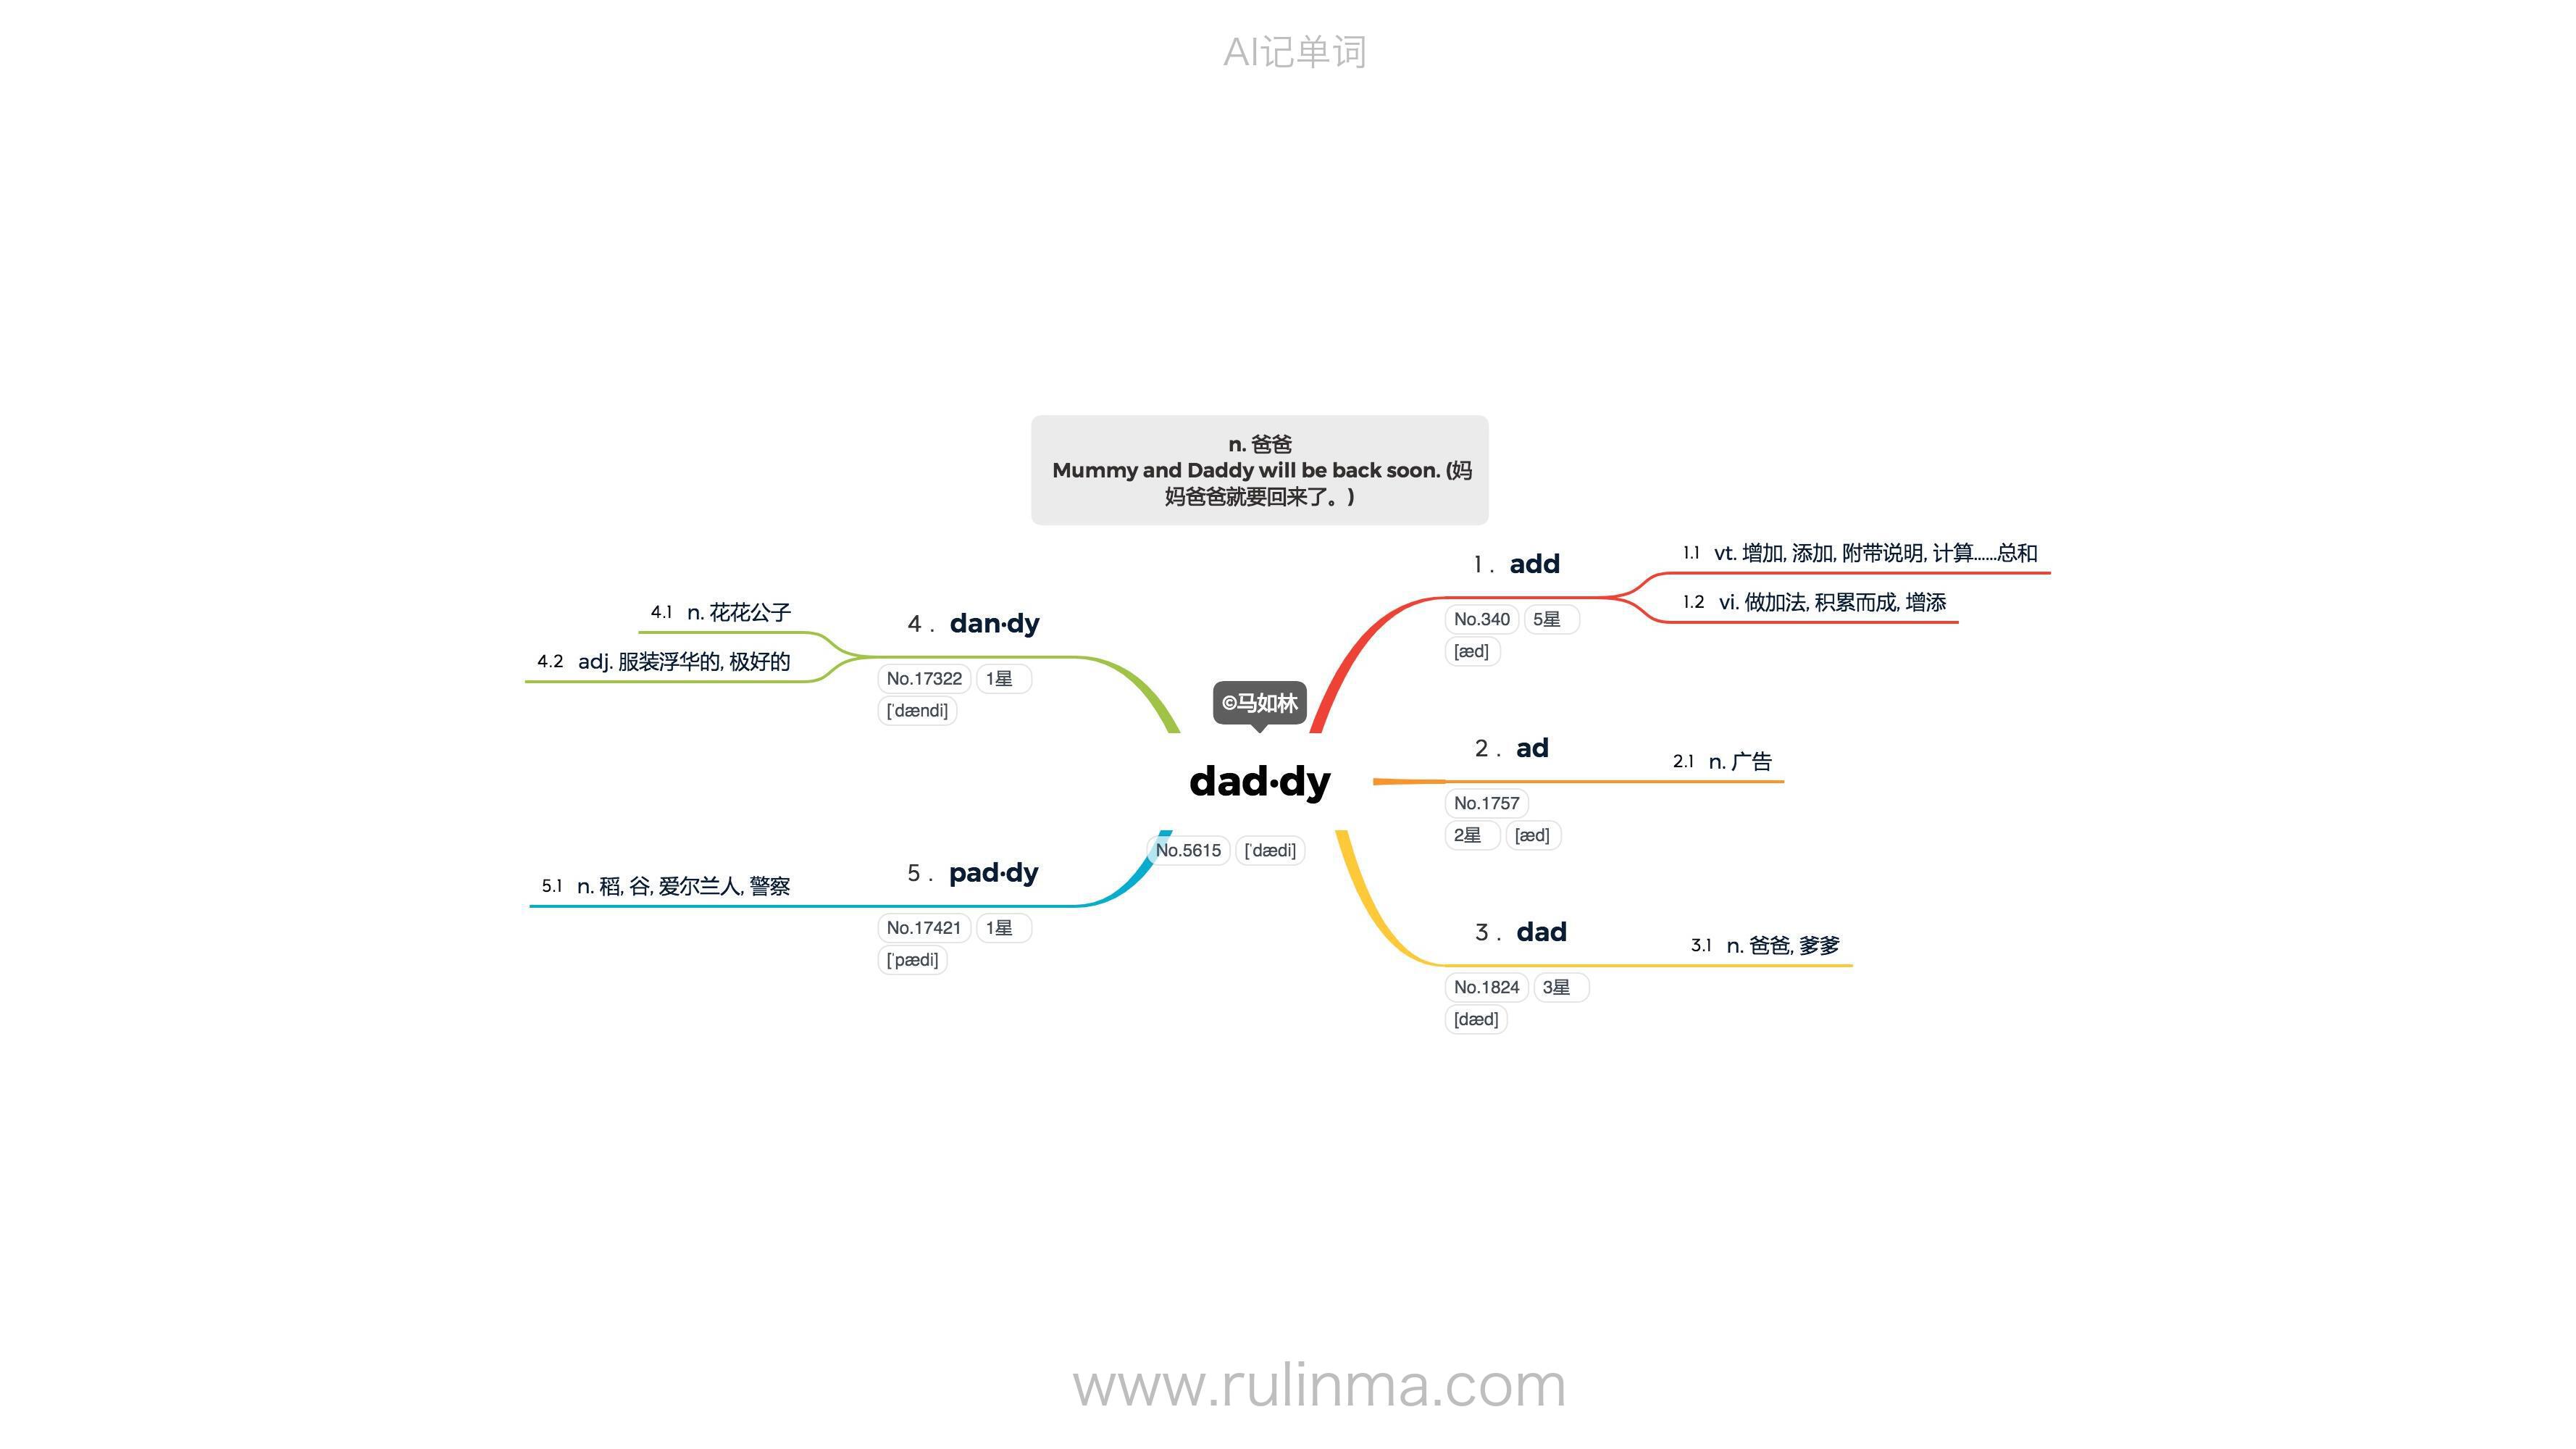 AI记单词
n. 爸爸
Mummy and Daddy will be back soon. (妈
妈爸爸就要回来了。)
©马如林
dad·dy
No.5615 [ˈdædi]
1 . add
No.340 5星
[æd]
1.1 vt. 增加, 添加, 附带说明, 计算……总和
1.2 vi. 做加法, 积累而成, 增添
2 . ad
No.1757
2星 [æd]
2.1 n. 广告
3 . dad
No.1824 3星
[dæd]
3.1 n. 爸爸, 爹爹
4 . dan·dy
No.17322 1星
[ˈdændi]
4.1 n. 花花公子
4.2 adj. 服装浮华的, 极好的
5 . pad·dy
No.17421 1星
[ˈpædi]
5.1 n. 稻, 谷, 爱尔兰人, 警察
www.rulinma.com